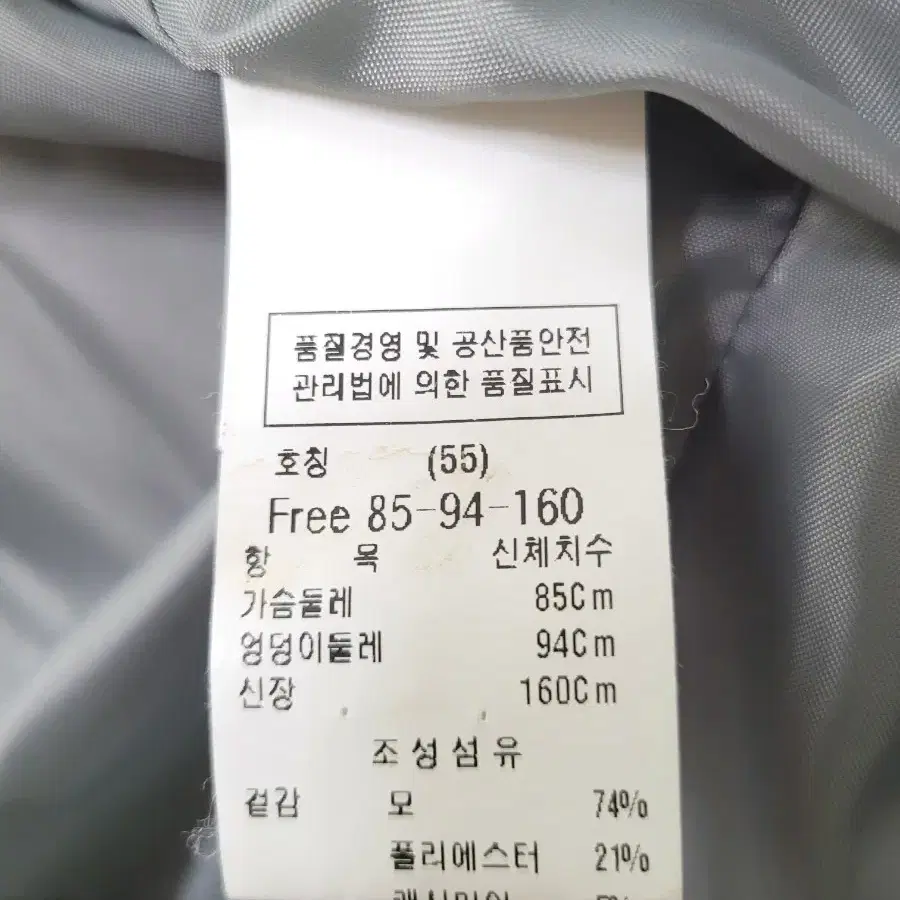 품질경영 및 공산품안전
관리법에 의한 품질표시
호칭 (55)
Free 85-94-160
항 목 신체치수
가슴둘레 85Cm
엉덩이둘레 94Cm
신장 160Cm
조성섬유
겉감 모 74%
폴리에스터 21%